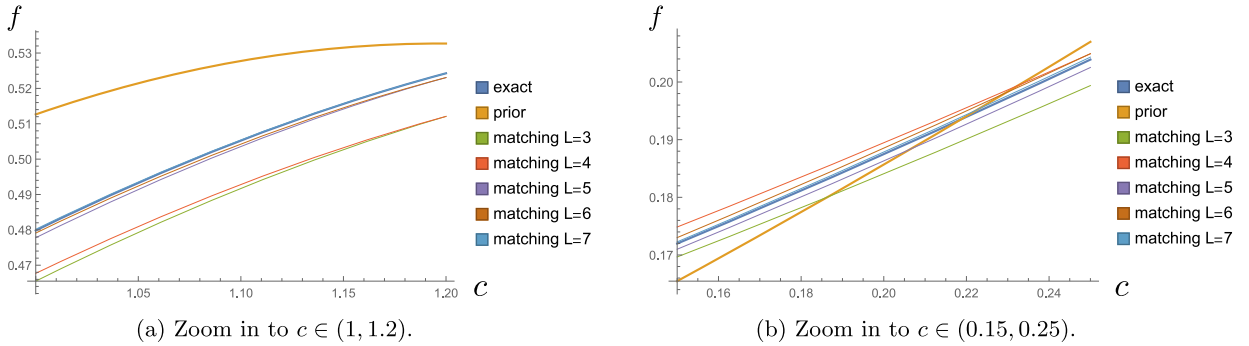 f
0.53
0.52
0.51
0.50
0.49
0.48
0.47
1.05
1.10
1.15
1.20
c
exact
prior
matching L=3
matching L=4
matching L=5
matching L=6
matching L=7
(a) Zoom in to c ∈ (1, 1.2).
f
0.20
0.19
0.18
0.17
0.16
0.18
0.20
0.22
0.24
c
exact
prior
matching L=3
matching L=4
matching L=5
matching L=6
matching L=7
(b) Zoom in to c ∈ (0.15, 0.25).